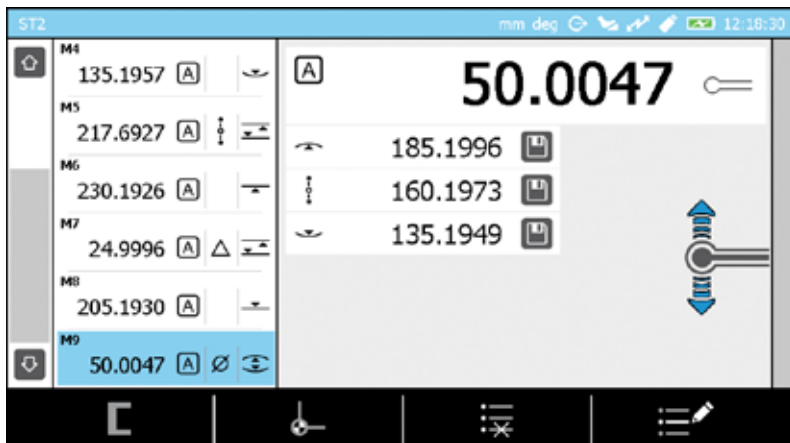 ST2 mm deg 12:18:30
M4
135.1957 A
M5
217.6927 A
M6
230.1926 A
M7
24.9996 A
M8
205.1930 A
M9
50.0047 A Ø
A 50.0047
185.1996
160.1973
135.1949